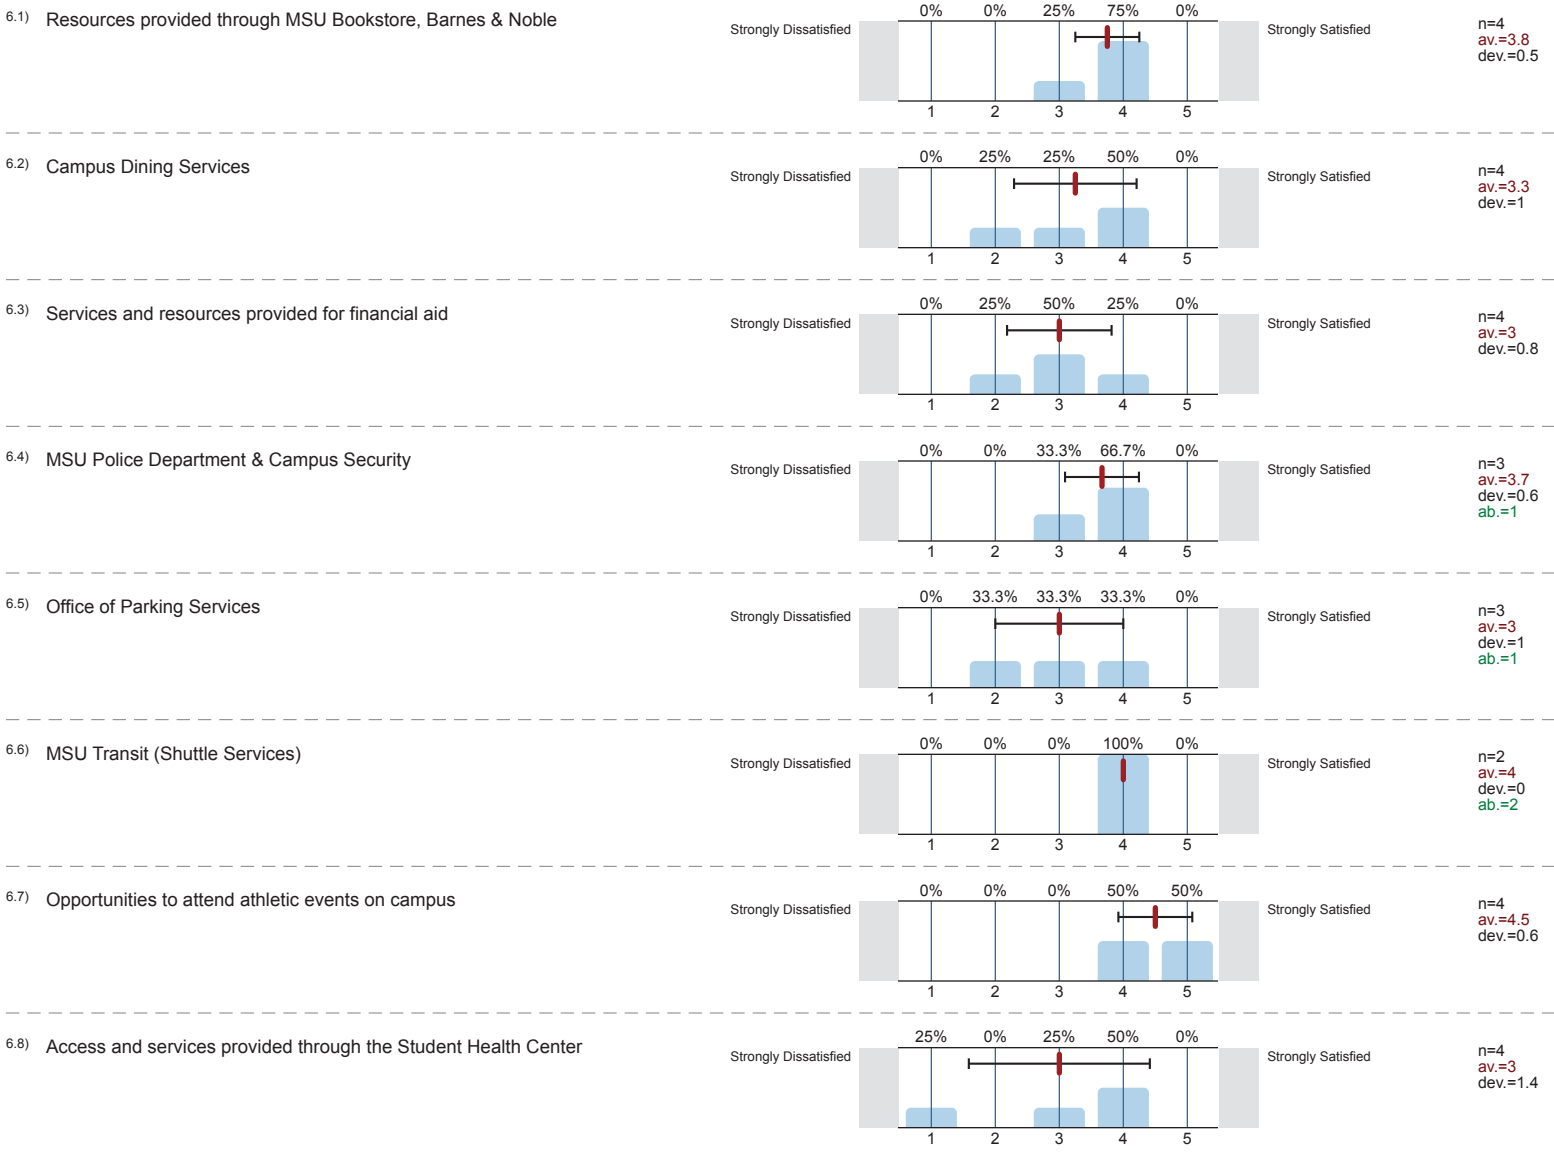 6.1) Resources provided through MSU Bookstore, Barnes & Noble
0% 0% 25% 75% 0%
Strongly Dissatisfied Strongly Satisfied
n=4
av.=3.8
dev.=0.5
1 2 3 4 5
6.2) Campus Dining Services
0% 25% 25% 50% 0%
Strongly Dissatisfied Strongly Satisfied
n=4
av.=3.3
dev.=1
1 2 3 4 5
6.3) Services and resources provided for financial aid
0% 25% 50% 25% 0%
Strongly Dissatisfied Strongly Satisfied
n=4
av.=3
dev.=0.8
1 2 3 4 5
6.4) MSU Police Department & Campus Security
0% 0% 33.3% 66.7% 0%
Strongly Dissatisfied Strongly Satisfied
n=3
av.=3.7
dev.=0.6
ab.=1
1 2 3 4 5
6.5) Office of Parking Services
0% 33.3% 33.3% 33.3% 0%
Strongly Dissatisfied Strongly Satisfied
n=3
av.=3
dev.=1
ab.=1
1 2 3 4 5
6.6) MSU Transit (Shuttle Services)
0% 0% 0% 100% 0%
Strongly Dissatisfied Strongly Satisfied
n=2
av.=4
dev.=0
ab.=2
1 2 3 4 5
6.7) Opportunities to attend athletic events on campus
0% 0% 0% 50% 50%
Strongly Dissatisfied Strongly Satisfied
n=4
av.=4.5
dev.=0.6
1 2 3 4 5
6.8) Access and services provided through the Student Health Center
25% 0% 25% 50% 0%
Strongly Dissatisfied Strongly Satisfied
n=4
av.=3
dev.=1.4
1 2 3 4 5